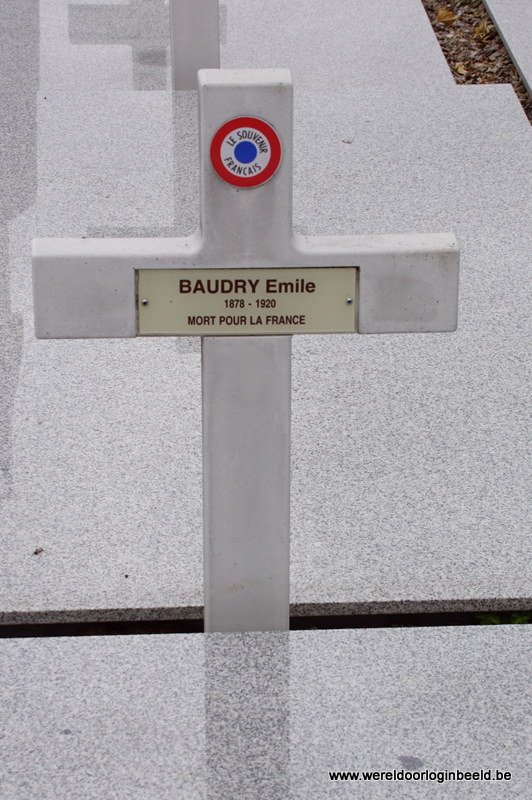 LE SOUVENIR
FRANCAIS
BAUDRY Emile
1878 - 1920
MORT POUR LA FRANCE
www.wereldoorloginbeeld.be